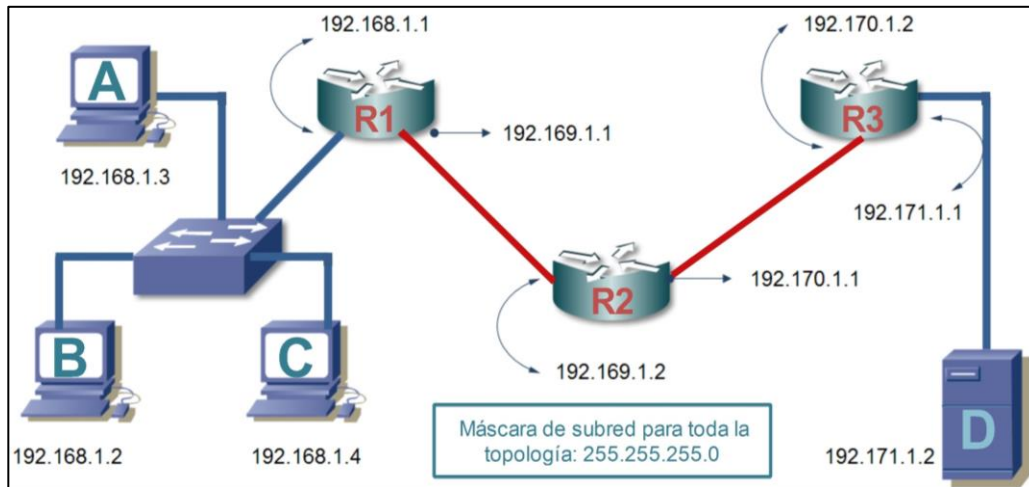 192.168.1.1
192.170.1.2
A
R1
R3
192.169.1.1
192.168.1.3
192.171.1.1
R2
192.170.1.1
B
C
192.169.1.2
D
Máscara de subred para toda la
topología: 255.255.255.0
192.168.1.2
192.168.1.4
192.171.1.2